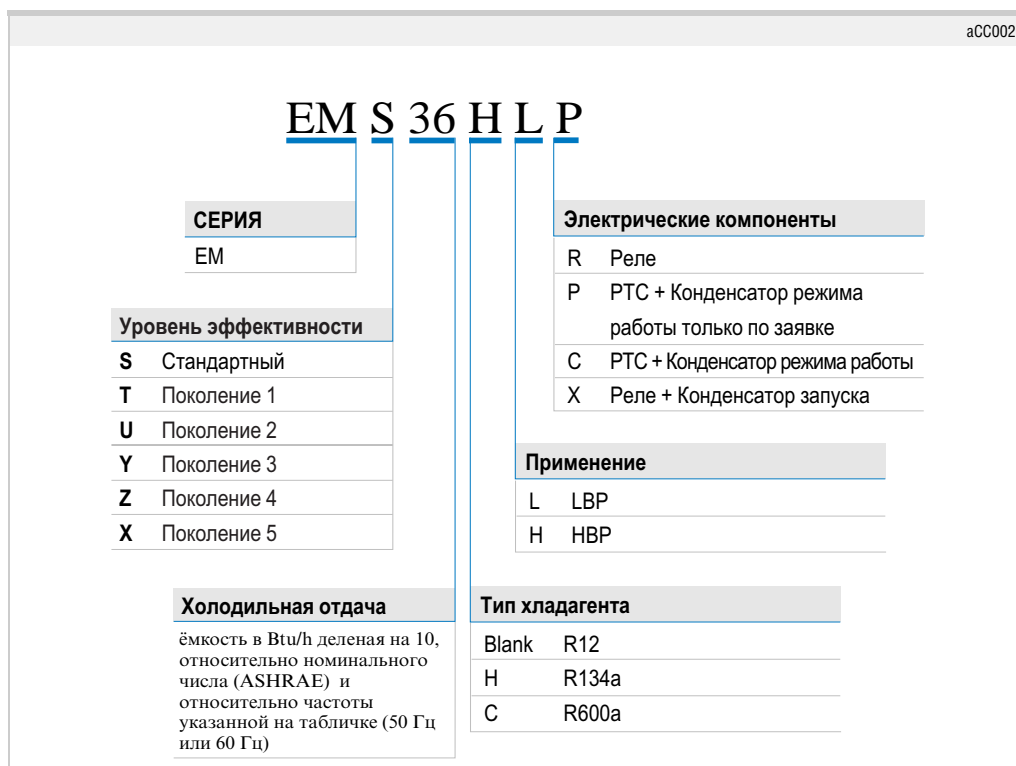 aCC002
EM S 36 H L P
СЕРИЯ
EM
Уровень эффективности
S Стандартный
T Поколение 1
U Поколение 2
Y Поколение 3
Z Поколение 4
X Поколение 5
Холодильная отдача
ёмкость в Btu/h деленая на 10,
относительно номинального
числа (ASHRAE) и
относительно частоты
указанной на табличке (50 Гц
или 60 Гц)
Электрические компоненты
R Реле
P РТС + Конденсатор режима
работы только по заявке
C РТС + Конденсатор режима работы
X Реле + Конденсатор запуска
Применение
L LBP
H HBP
Тип хладагента
Blank R12
H R134a
C R600a